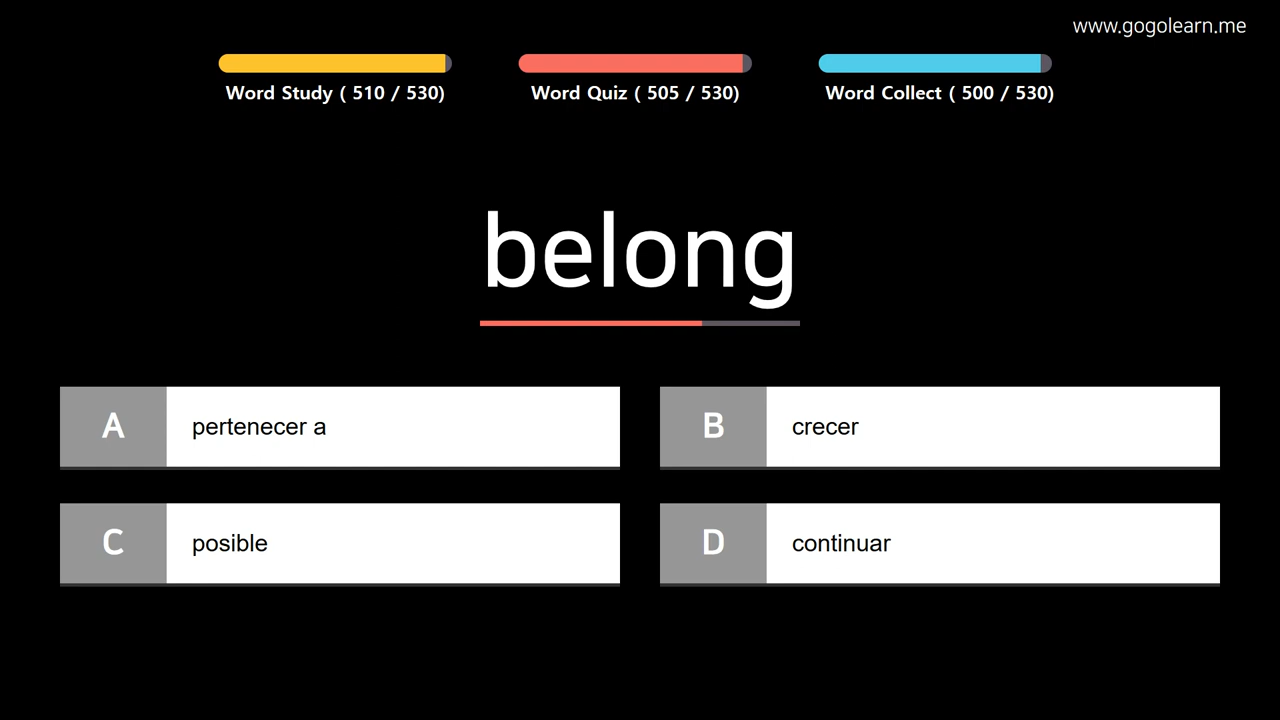 www.gogolearn.me
Word Study ( 510 / 530)
Word Quiz ( 505 / 530)
Word Collect ( 500 / 530)
belong
A pertenecer a
B crecer
C posible
D continuar